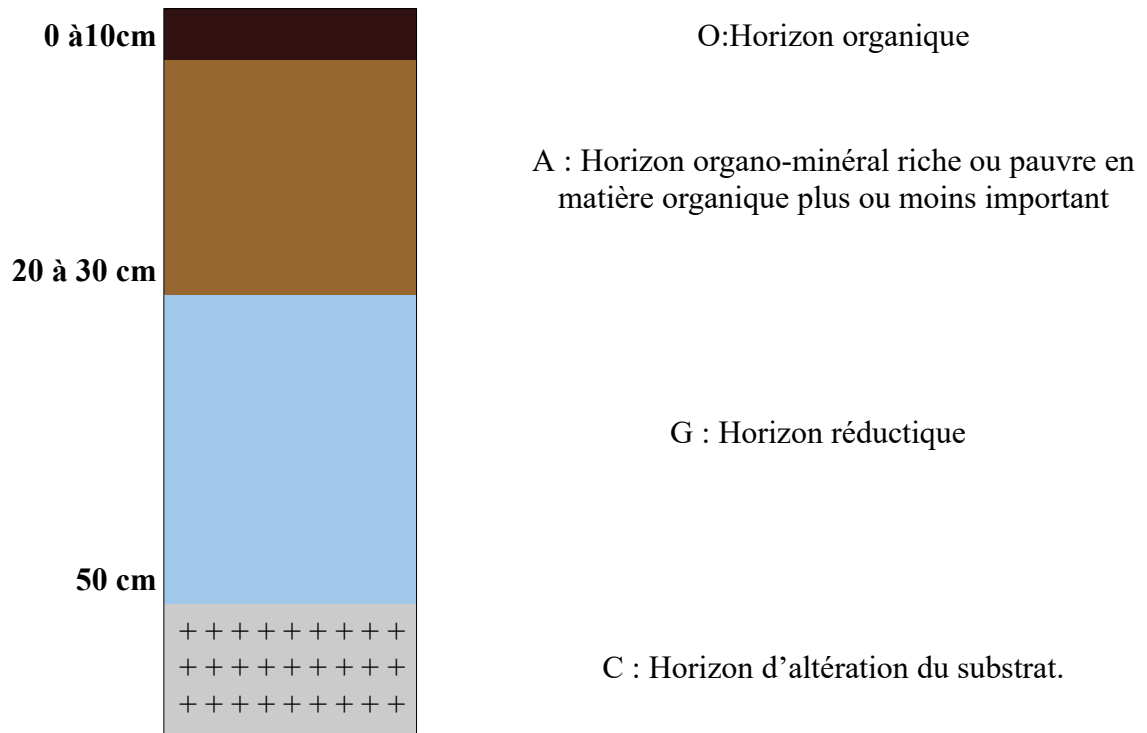 0 à10cm
O:Horizon organique
A : Horizon organo-minéral riche ou pauvre en
matière organique plus ou moins important
20 à 30 cm
G : Horizon réductique
50 cm
+ + + + + + + + +
+ + + + + + + + +
+ + + + + + + + +
C : Horizon d’altération du substrat.